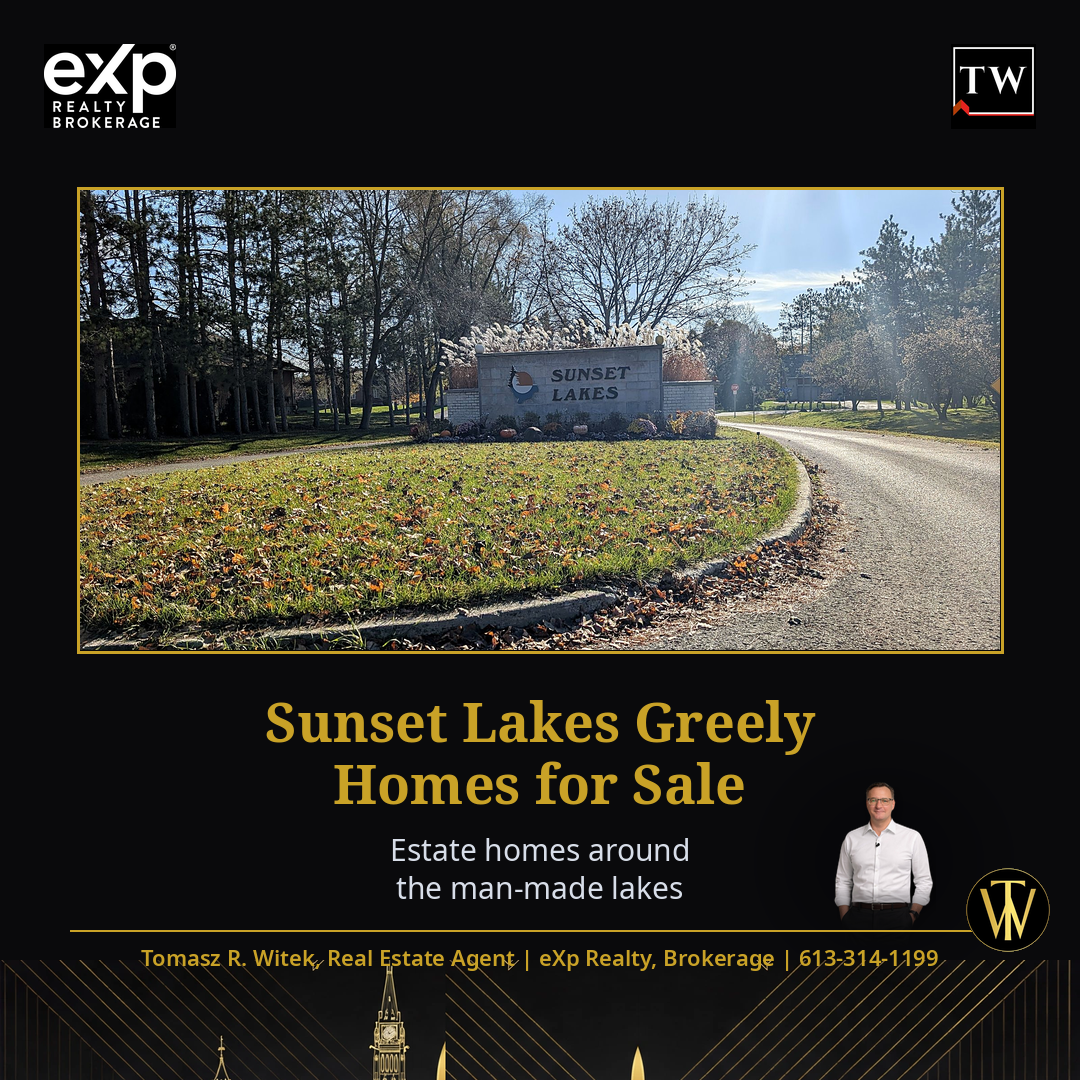 exp®
REALTY
BROKERAGE
TW
SUNSET
LAKES
Sunset Lakes Greely
Homes for Sale
Estate homes around
the man-made lakes
TW
Tomasz R. Witek, Real Estate Agent | eXp Realty, Brokerage | 613-314-1199